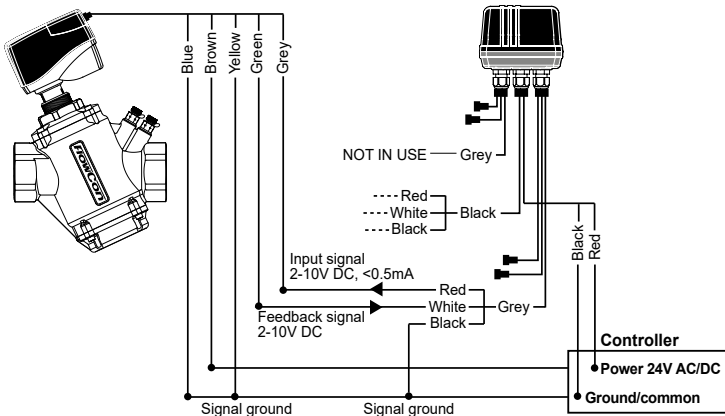 Blue
Brown
Yellow
Green
Grey
FlowCon
NOT IN USE
Grey
Red
White
Black
Black
Black
Red
Input signal
2-10V DC, <0.5mA
Feedback signal
2-10V DC
Red
White
Black
Grey
Controller
Power 24V AC/DC
Ground/common
Signal ground
Signal ground